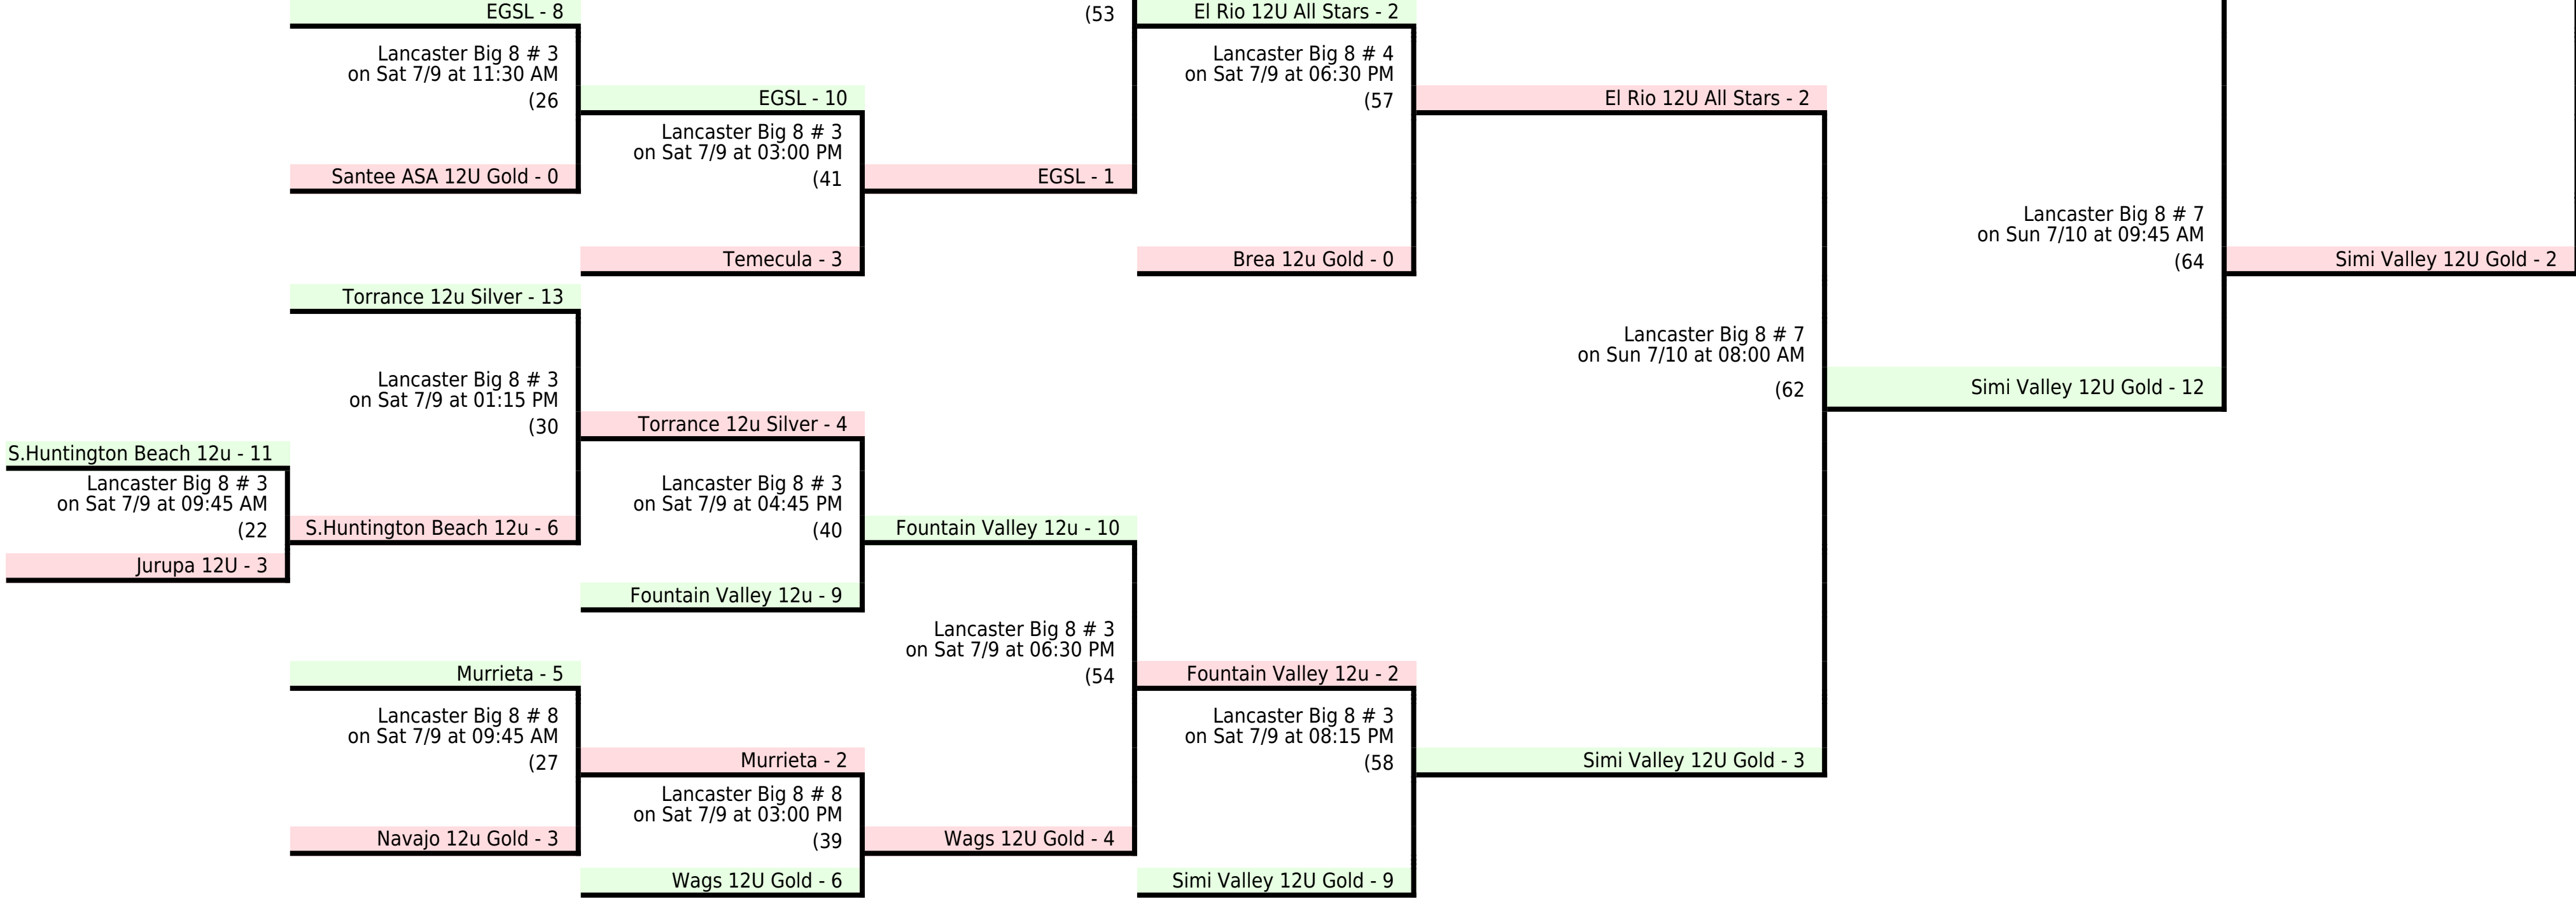 EGSL - 8
(53
El Rio 12U All Stars - 2
Lancaster Big 8 # 3
on Sat 7/9 at 11:30 AM
(26
Lancaster Big 8 # 4
on Sat 7/9 at 06:30 PM
(57
EGSL - 10
El Rio 12U All Stars - 2
Lancaster Big 8 # 3
on Sat 7/9 at 03:00 PM
(41
Santee ASA 12U Gold - 0
EGSL - 1
Lancaster Big 8 # 7
on Sun 7/10 at 09:45 AM
(64
Temecula - 3
Brea 12u Gold - 0
Simi Valley 12U Gold - 2
Torrance 12u Silver - 13
Lancaster Big 8 # 7
on Sun 7/10 at 08:00 AM
(62
Lancaster Big 8 # 3
on Sat 7/9 at 01:15 PM
(30
Simi Valley 12U Gold - 12
Torrance 12u Silver - 4
S.Huntington Beach 12u - 11
Lancaster Big 8 # 3
on Sat 7/9 at 09:45 AM
(22
Lancaster Big 8 # 3
on Sat 7/9 at 04:45 PM
(40
S.Huntington Beach 12u - 6
Fountain Valley 12u - 10
Jurupa 12U - 3
Fountain Valley 12u - 9
Lancaster Big 8 # 3
on Sat 7/9 at 06:30 PM
(54
Murrieta - 5
Fountain Valley 12u - 2
Lancaster Big 8 # 8
on Sat 7/9 at 09:45 AM
(27
Lancaster Big 8 # 3
on Sat 7/9 at 08:15 PM
(58
Murrieta - 2
Simi Valley 12U Gold - 3
Lancaster Big 8 # 8
on Sat 7/9 at 03:00 PM
(39
Navajo 12u Gold - 3
Wags 12U Gold - 4
Wags 12U Gold - 6
Simi Valley 12U Gold - 9